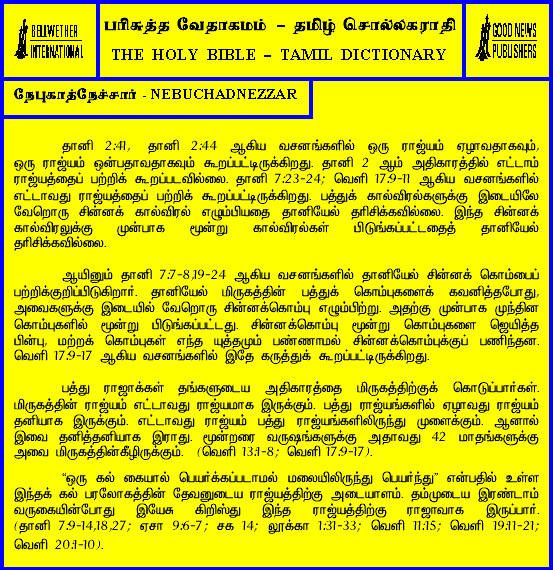 BELLWETHER
INTERNATIONAL
பரிசுத்த வேதாகமம் – தமிழ் சொல்லகராதி
THE HOLY BIBLE – TAMIL DICTIONARY
GOOD NEWS
PUBLISHERS
நேபுகாத்நேச்சார் - NEBUCHADNEZZAR
தானி 2:41, தானி 2:44 ஆகிய வசனங்களில் ஒரு ராஜ்யம் ஏழாவதாகவும்,
ஒரு ராஜ்யம் ஒன்பதாவதாகவும் கூறப்பட்டிருக்கிறது. தானி 2 ஆம் அதிகாரத்தில் எட்டாம்
ராஜ்யத்தைப் பற்றிக் கூறப்படவில்லை. தானி 7:23-24; வெளி 17:9-11 ஆகிய வசனங்களில்
எட்டாவது ராஜ்யத்தைப் பற்றிக் கூறப்பட்டிருக்கிறது. பத்துக் கால்விரல்களுக்கு இடையிலே
வேறொரு சின்னக் கால்விரல் எழும்பியதை தானியேல் தரிசிக்கவில்லை. இந்த சின்னக்
கால்விரலுக்கு முன்பாக மூன்று கால்விரல்கள் பிடுங்கப்பட்டதைத் தானியேல்
தரிசிக்கவில்லை.
ஆயினும் தானி 7:7-8,19-24 ஆகிய வசனங்களில் தானியேல் சின்னக் கொம்பைப்
பற்றிக்குறிப்பிடுகிறார். தானியேல் மிருகத்தின் பத்துக் கொம்புகளைக் கவனித்தபோது,
அவைகளுக்கு இடையில் வேறொரு சின்னக்கொம்பு எழும்பிற்று. அதற்கு முன்பாக முந்தின
கொம்புகளில் மூன்று பிடுங்கப்பட்டது. சின்னக்கொம்பு மூன்று கொம்புகளை ஜெயித்த
பின்பு, மற்றக் கொம்புகள் எந்த யுத்தமும் பண்ணாமல் சின்னக்கொம்புக்குப் பணிந்தன.
வெளி 17:9-17 ஆகிய வசனங்களில் இதே கருத்துக் கூறப்பட்டிருக்கிறது.
பத்து ராஜாக்கள் தங்களுடைய அதிகாரத்தை மிருகத்திற்குக் கொடுப்பார்கள்.
மிருகத்தின் ராஜ்யம் எட்டாவது ராஜ்யமாக இருக்கும். பத்து ராஜ்யங்களில் ஏழாவது ராஜ்யம்
தனியாக இருக்கும். எட்டாவது ராஜ்யம் பத்து ராஜ்யங்களிலிருந்து முளைக்கும். ஆனால்
இவை தனித்தனியாக இராது. மூன்றரை வருஷங்களுக்கு அதாவது 42 மாதங்களுக்கு
அவை மிருகத்தின்கீழிருக்கும். (வெளி 13:1-8; வெளி 17:9-17).
“ஒரு கல் கையால் பெயர்க்கப்படாமல் மலையிலிருந்து பெயர்ந்து” என்பதில் உள்ள
இந்தக் கல் பரலோகத்தின் தேவனுடைய ராஜ்யத்திற்கு அடையாளம். தம்முடைய இரண்டாம்
வருகையின்போது இயேசு கிறிஸ்து இந்த ராஜ்யத்திற்கு ராஜாவாக இருப்பார்.
(தானி 7:9-14,18,27; ஏசா 9:6-7; சக 14; லூக்கா 1:31-33; வெளி 11:15; வெளி 19:11-21;
வெளி 20:1-10).